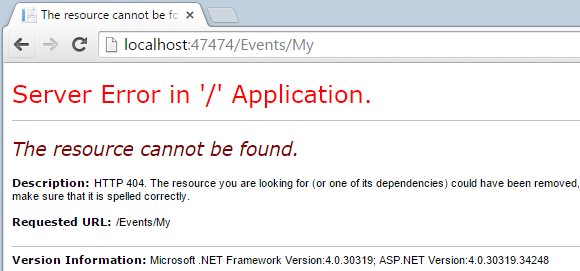 The resource cannot be fo
localhost:47474/Events/My
Server Error in '/' Application.
The resource cannot be found.
Description: HTTP 404. The resource you are looking for (or one of its dependencies) could have been removed,
make sure that it is spelled correctly.
Requested URL: /Events/My
Version Information: Microsoft .NET Framework Version:4.0.30319; ASP.NET Version:4.0.30319.34248